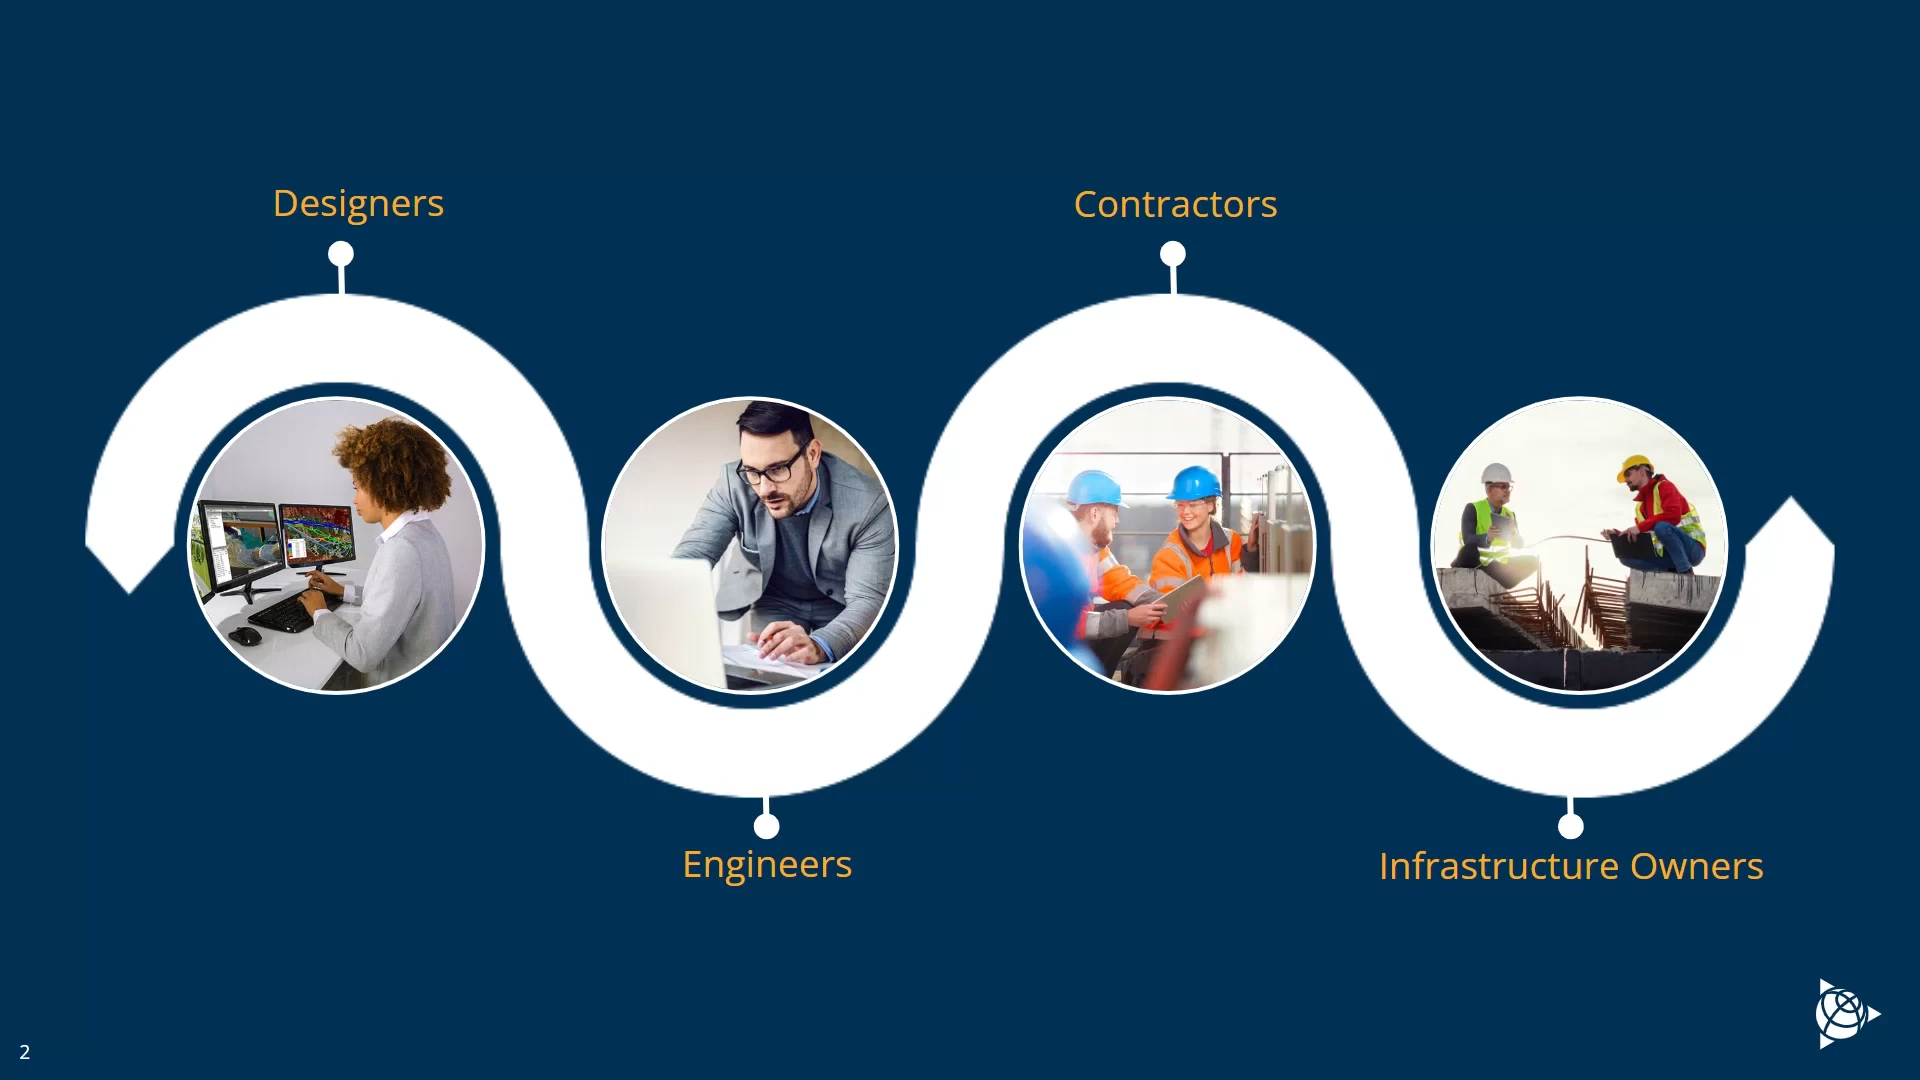 Designers
Contractors
Engineers
Infrastructure Owners
2